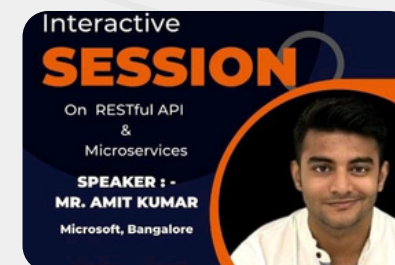 Interactive
SESSION
On RESTful API
&
Microservices
SPEAKER : -
MR. AMIT KUMAR
Microsoft, Bangalore